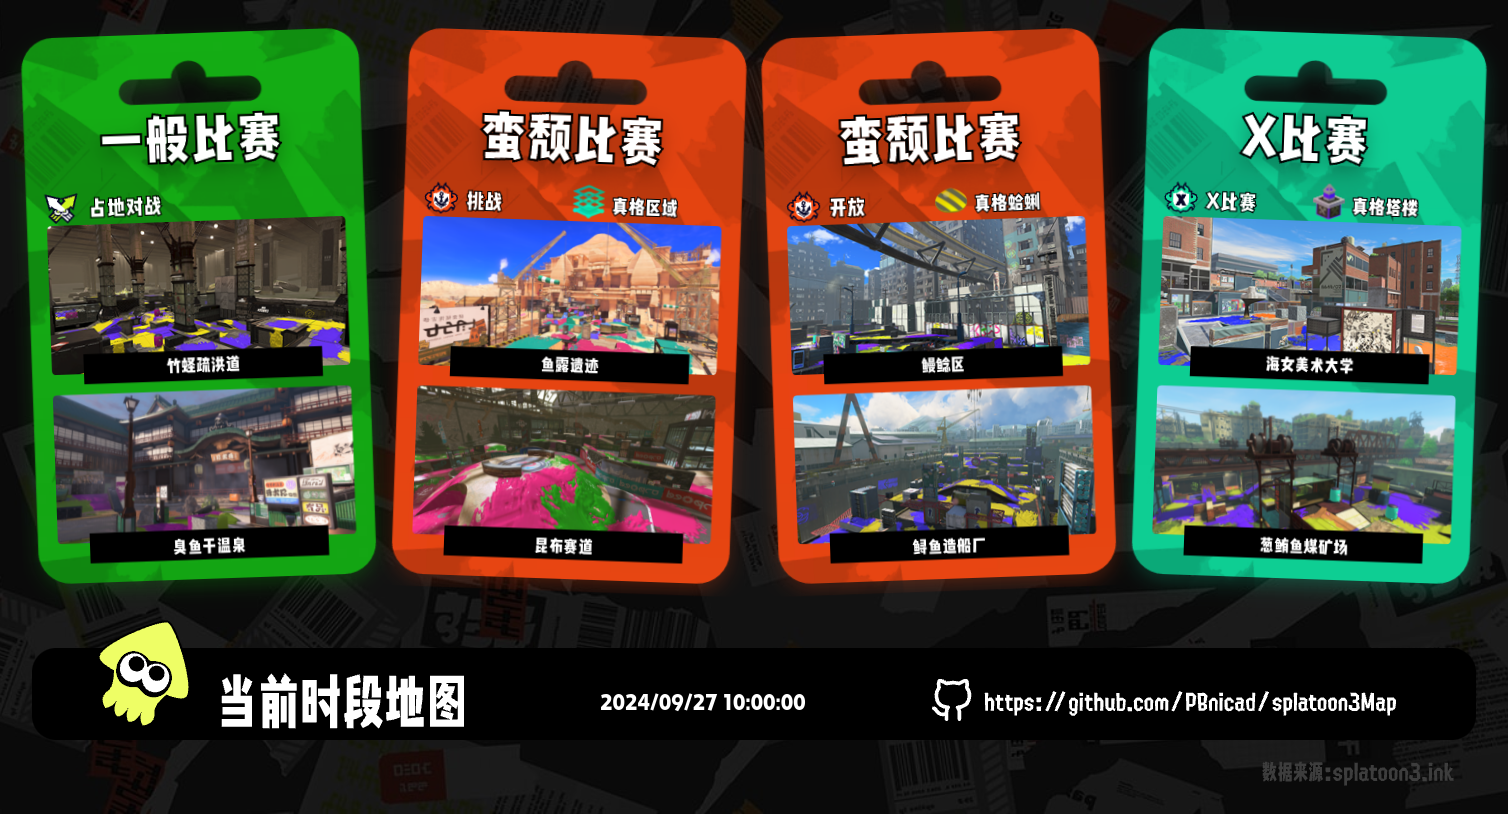 一般比赛
占地对战
竹蛏疏洪道
臭鱼干温泉
蛮颓比赛
挑战
真格区域
鱼露遗迹
昆布赛道
蛮颓比赛
开放
真格蛤蜊
鳗鲶区
鲟鱼造船厂
X比赛
X比赛
真格塔楼
海女美术大学
葱鲔鱼煤矿场
当前时段地图
2024/09/27 10:00:00
https://github.com/PBnicad/splatoon3Map
数据来源:splatoon3.ink